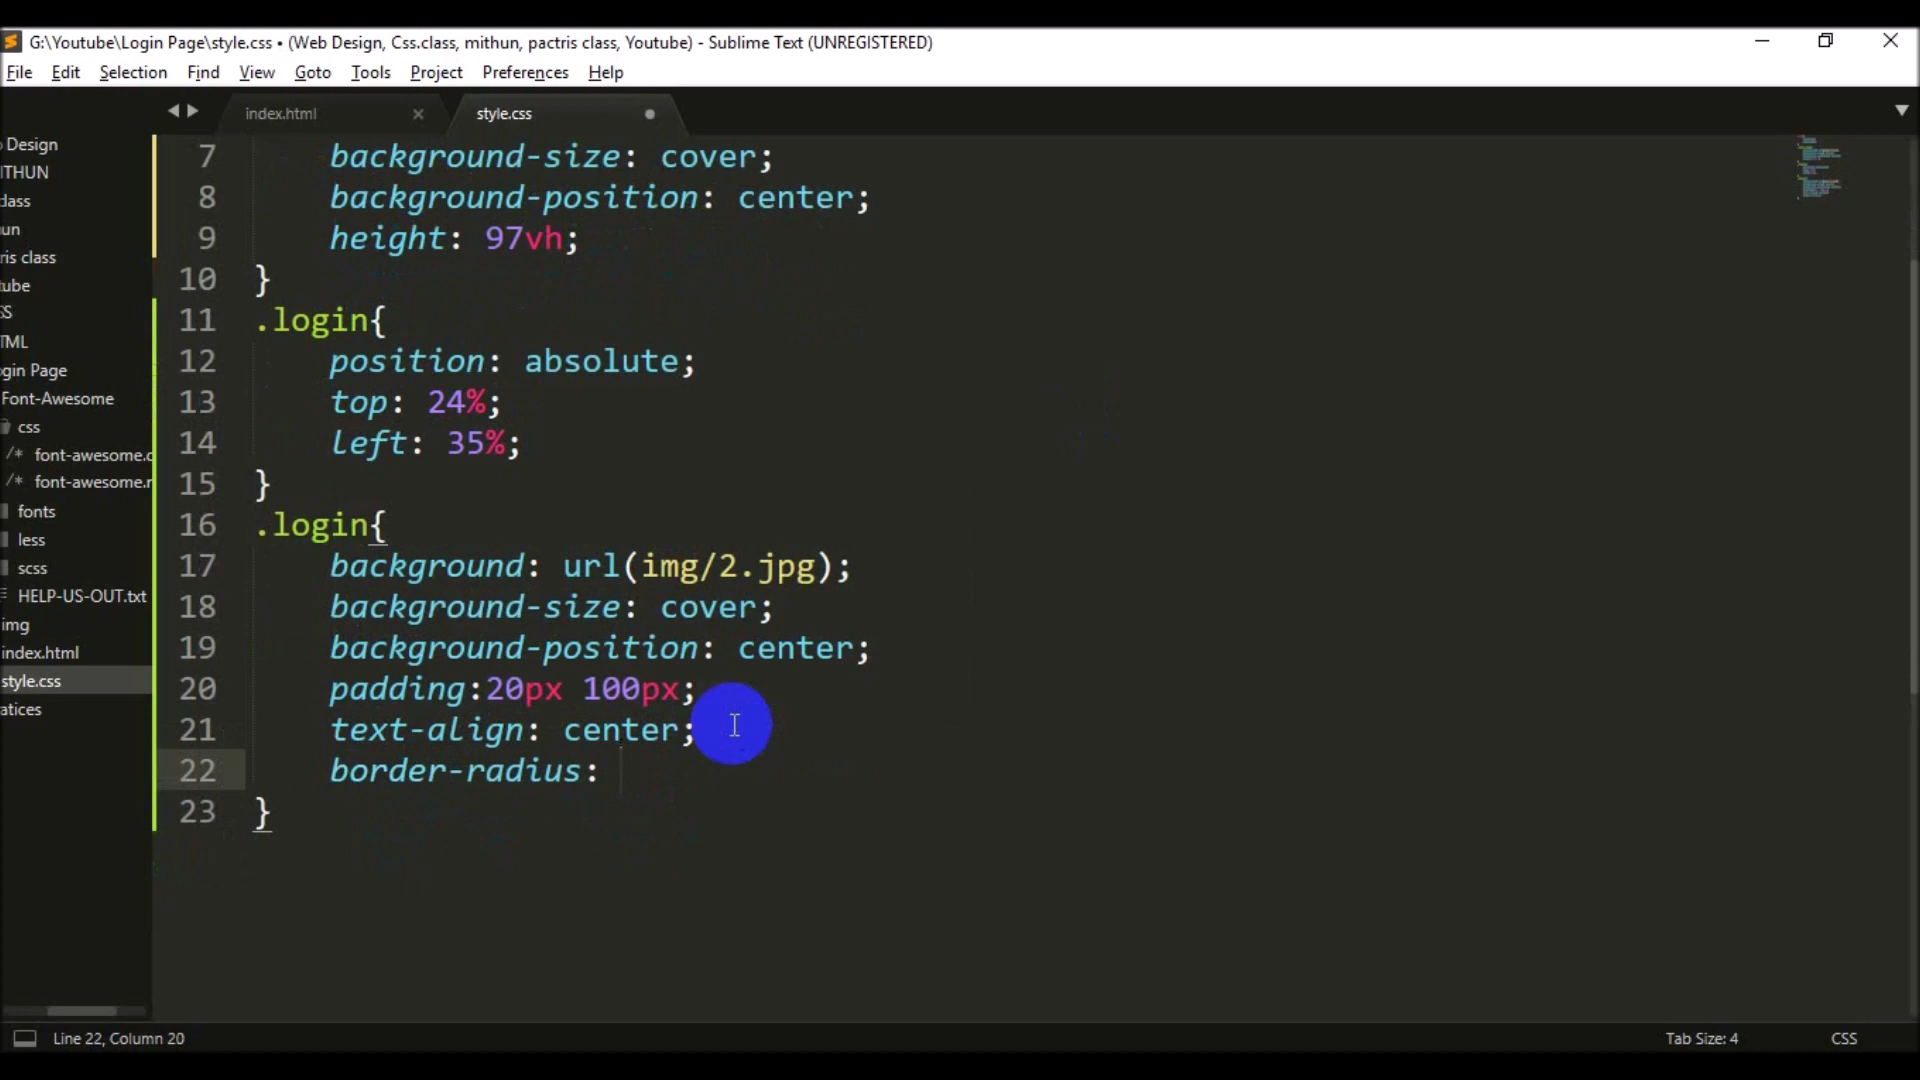 G:\Youtube\Login Page\style.css • (Web Design, Css.class, mithun, pactris class, Youtube) - Sublime Text (UNREGISTERED)
File Edit Selection Find View Goto Tools Project Preferences Help
index.html
style.css
Design
ITHUN
ris class
gin Page
Font-Awesome
css
/* font-awesome.
/* font-awesome.
fonts
less
scss
HELP-US-OUT.txt
img
index.html
style.css
atices
7 background-size: cover;
8 background-position: center;
9 height: 97vh;
10 }
11 .login{
12 position: absolute;
13 top: 24%;
14 left: 35%;
15 }
16 .login{
17 background: url(img/2.jpg);
18 background-size: cover;
19 background-position: center;
20 padding:20px 100px;
21 text-align: center;
22 border-radius:
23 }
Line 22, Column 20
Tab Size: 4
CSS